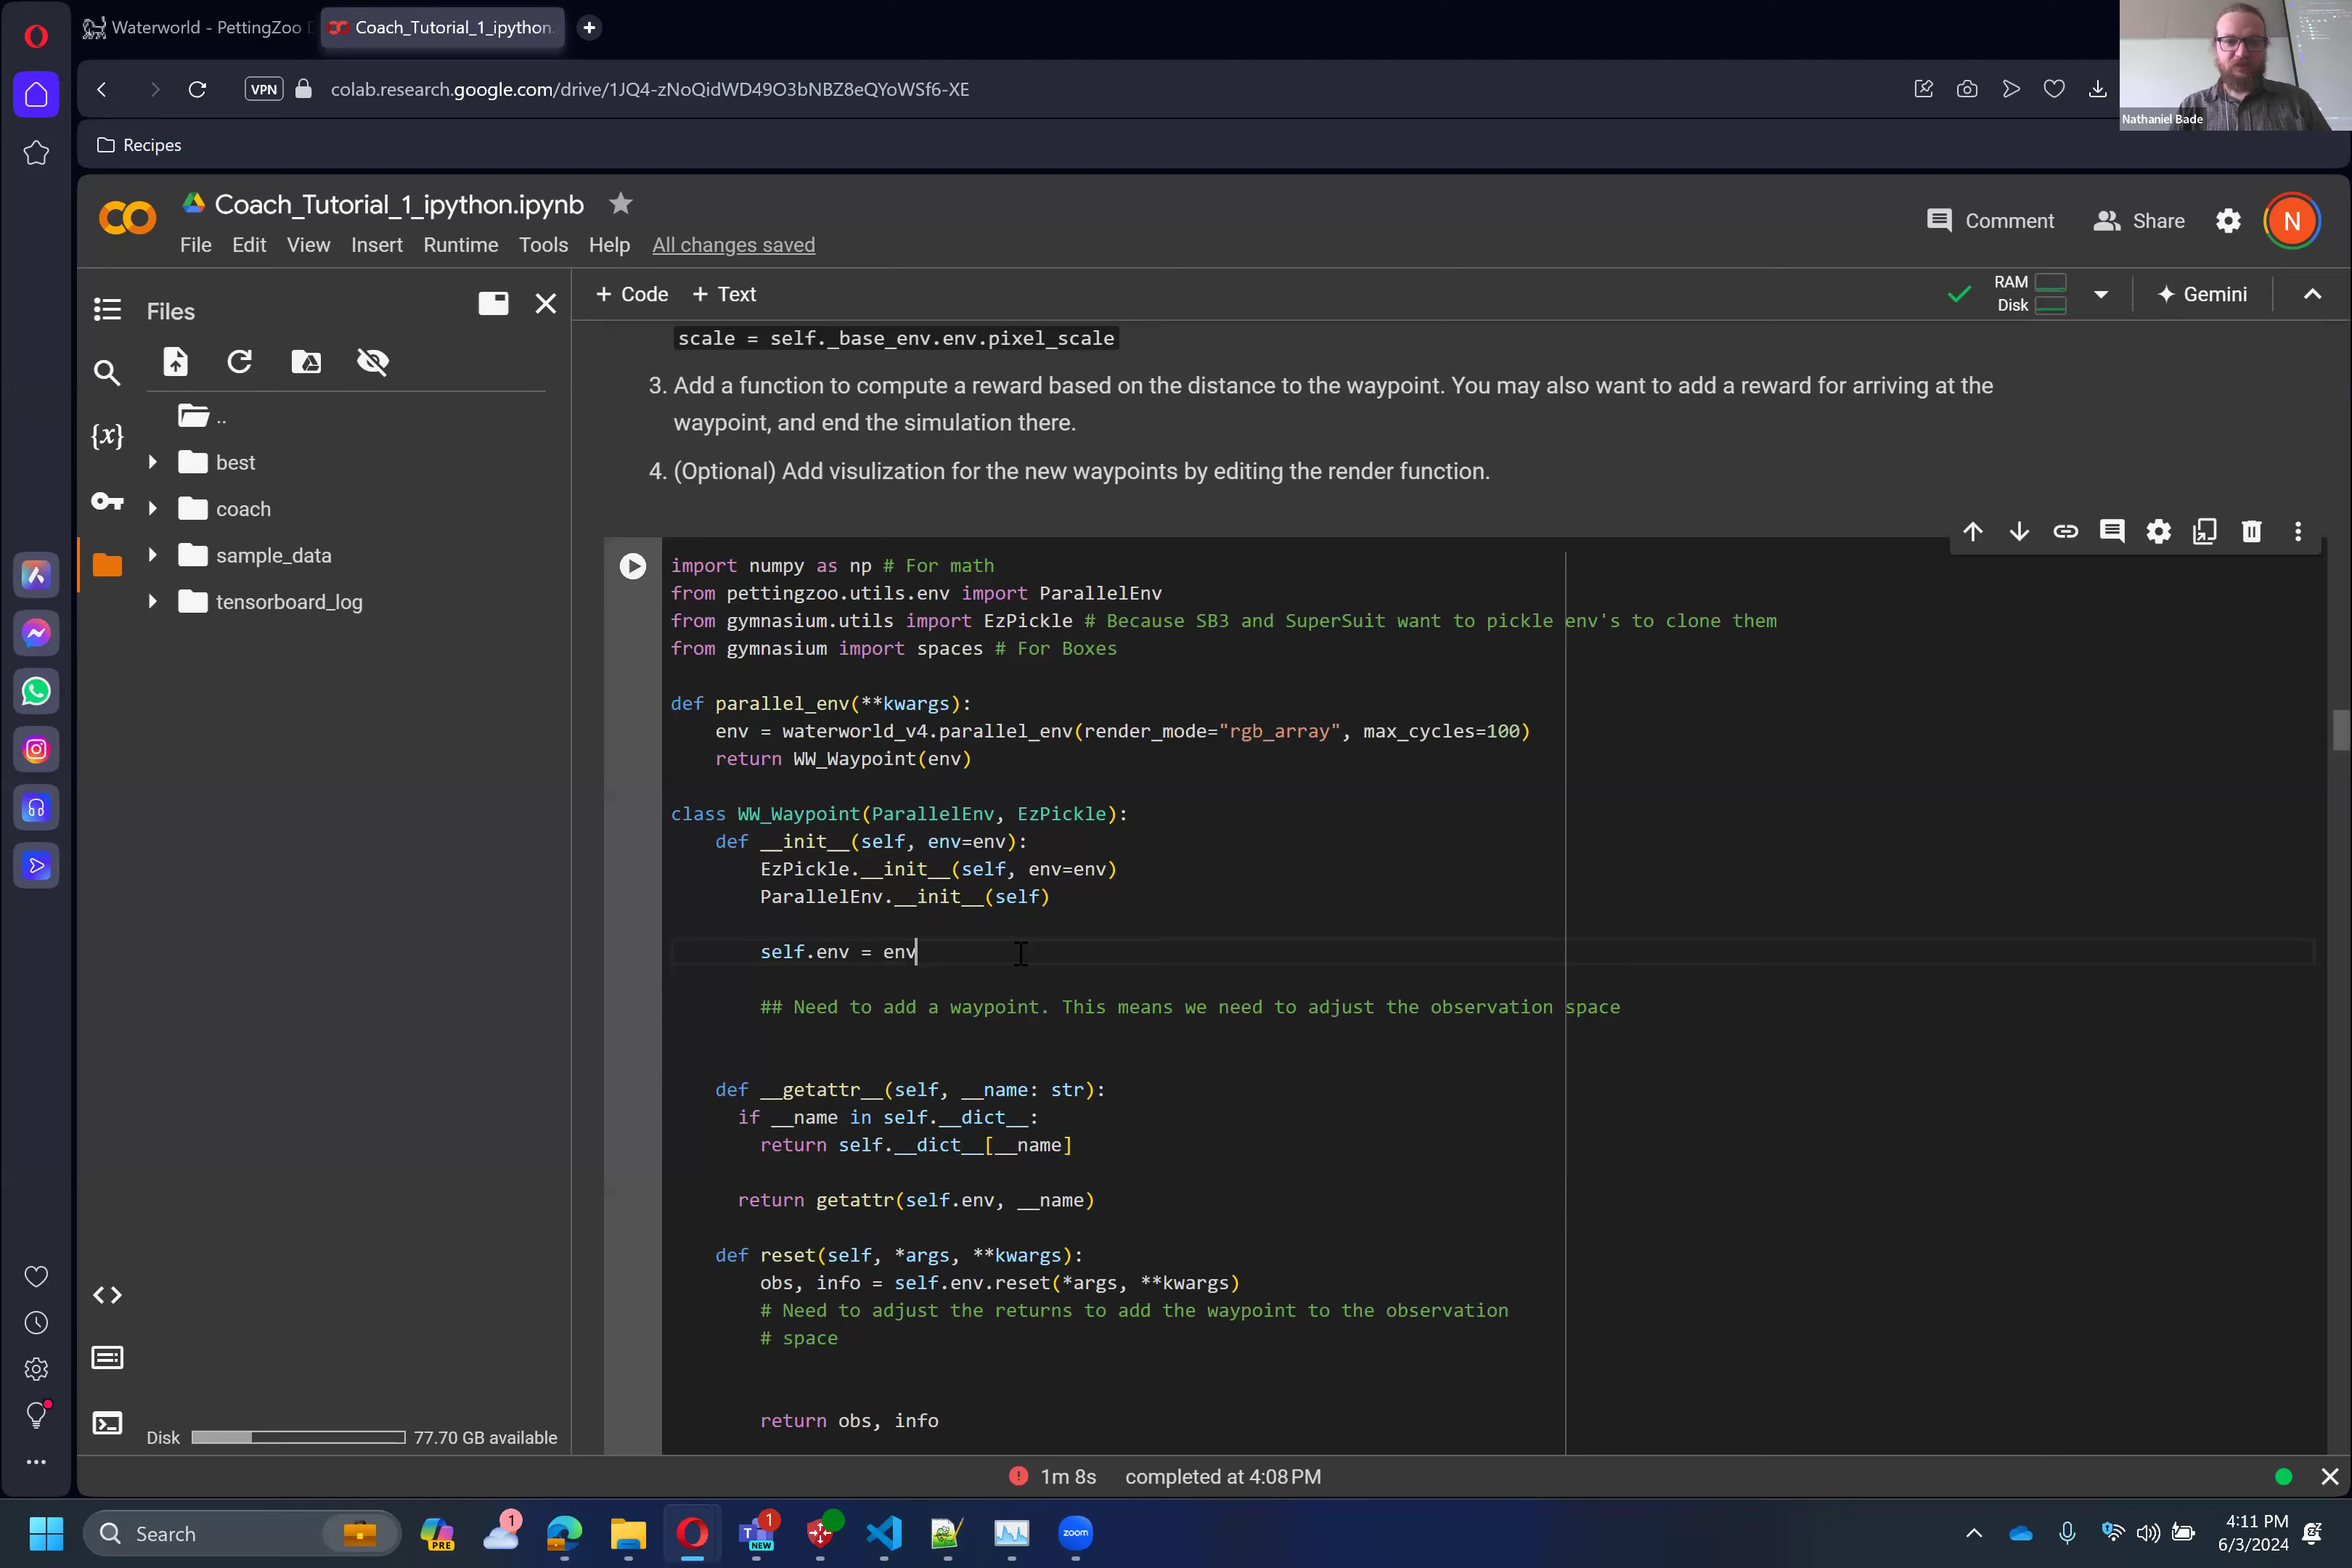 Waterworld - PettingZoo
Coach_Tutorial_1_ipython.
VPN
colab.research.google.com/drive/1JQ4-zNoQidWD49O3bNBZ8eQYoWSf6-XE
Nathaniel Bade
Recipes
Coach_Tutorial_1_ipython.ipynb
File Edit View Insert Runtime Tools Help All changes saved
Comment
Share
N
Files
+ Code + Text
RAM
Disk
Gemini
..
best
coach
sample_data
tensorboard_log
{x}
scale = self._base_env.env.pixel_scale
3. Add a function to compute a reward based on the distance to the waypoint. You may also want to add a reward for arriving at the
waypoint, and end the simulation there.
4. (Optional) Add visulization for the new waypoints by editing the render function.
import numpy as np # For math
from pettingzoo.utils.env import ParallelEnv
from gymnasium.utils import EzPickle # Because SB3 and SuperSuit want to pickle env's to clone them
from gymnasium import spaces # For Boxes
def parallel_env(**kwargs):
env = waterworld_v4.parallel_env(render_mode="rgb_array", max_cycles=100)
return WW_Waypoint(env)
class WW_Waypoint(ParallelEnv, EzPickle):
def __init__(self, env=env):
EzPickle.__init__(self, env=env)
ParallelEnv.__init__(self)
self.env = env
## Need to add a waypoint. This means we need to adjust the observation space
def __getattr__(self, __name: str):
if __name in self.__dict__:
return self.__dict__[__name]
return getattr(self.env, __name)
def reset(self, *args, **kwargs):
obs, info = self.env.reset(*args, **kwargs)
# Need to adjust the returns to add the waypoint to the observation
# space
return obs, info
Disk
77.70 GB available
1m 8s completed at 4:08 PM
Search
PRE
1
1
NEW
zoom
4:11 PM
6/3/2024